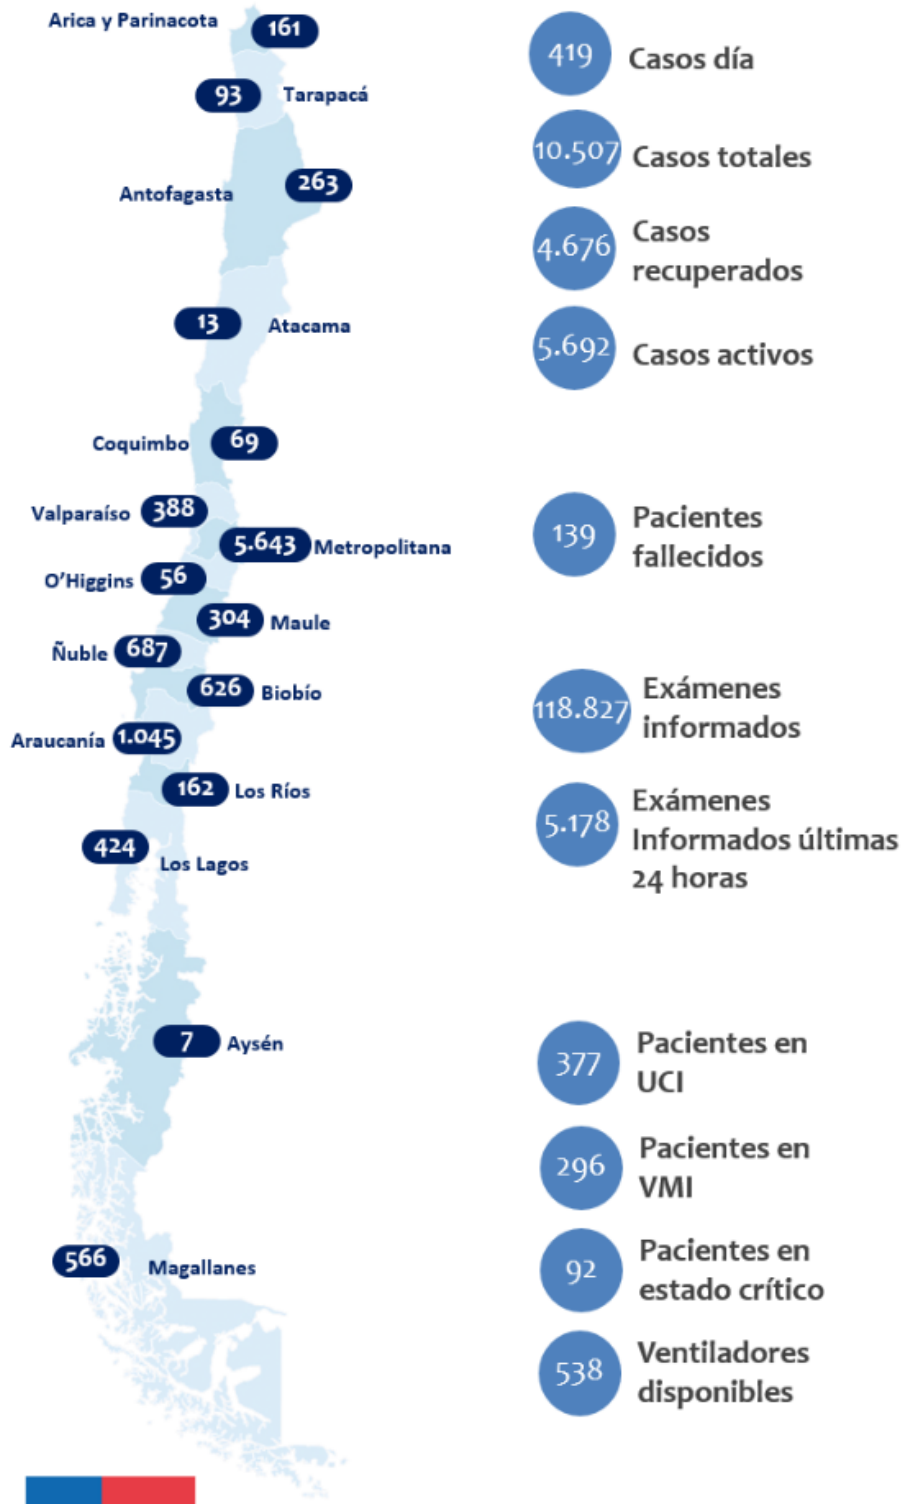 Arica y Parinacota
161
93
Tarapacá
Antofagasta
263
13
Atacama
Coquimbo
69
Valparaíso
388
5.643
Metropolitana
O'Higgins
56
304
Maule
Ñuble
687
626
Biobío
Araucanía
1.045
162
Los Ríos
424
Los Lagos
7
Aysén
566
Magallanes
419
Casos día
10.507
Casos totales
4.676
Casos
recuperados
5.692
Casos activos
139
Pacientes
fallecidos
118.827
Exámenes
informados
5.178
Exámenes
Informados últimas
24 horas
377
Pacientes en
UCI
296
Pacientes en
VMI
92
Pacientes en
estado crítico
538
Ventiladores
disponibles